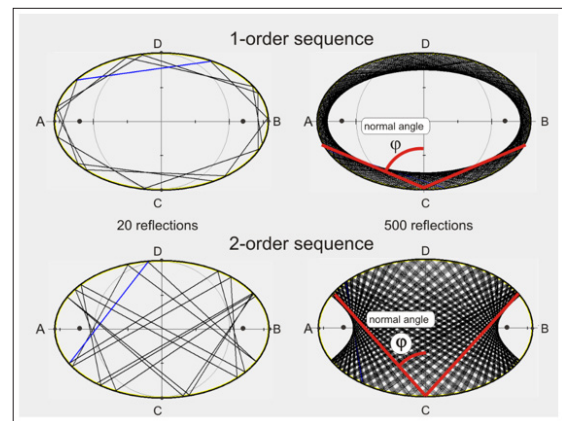 1-order sequence
D
D
A
B
A
B
normal angle
φ
C
C
20 reflections
500 reflections
2-order sequence
D
D
A
B
A
B
normal angle
φ
C
C